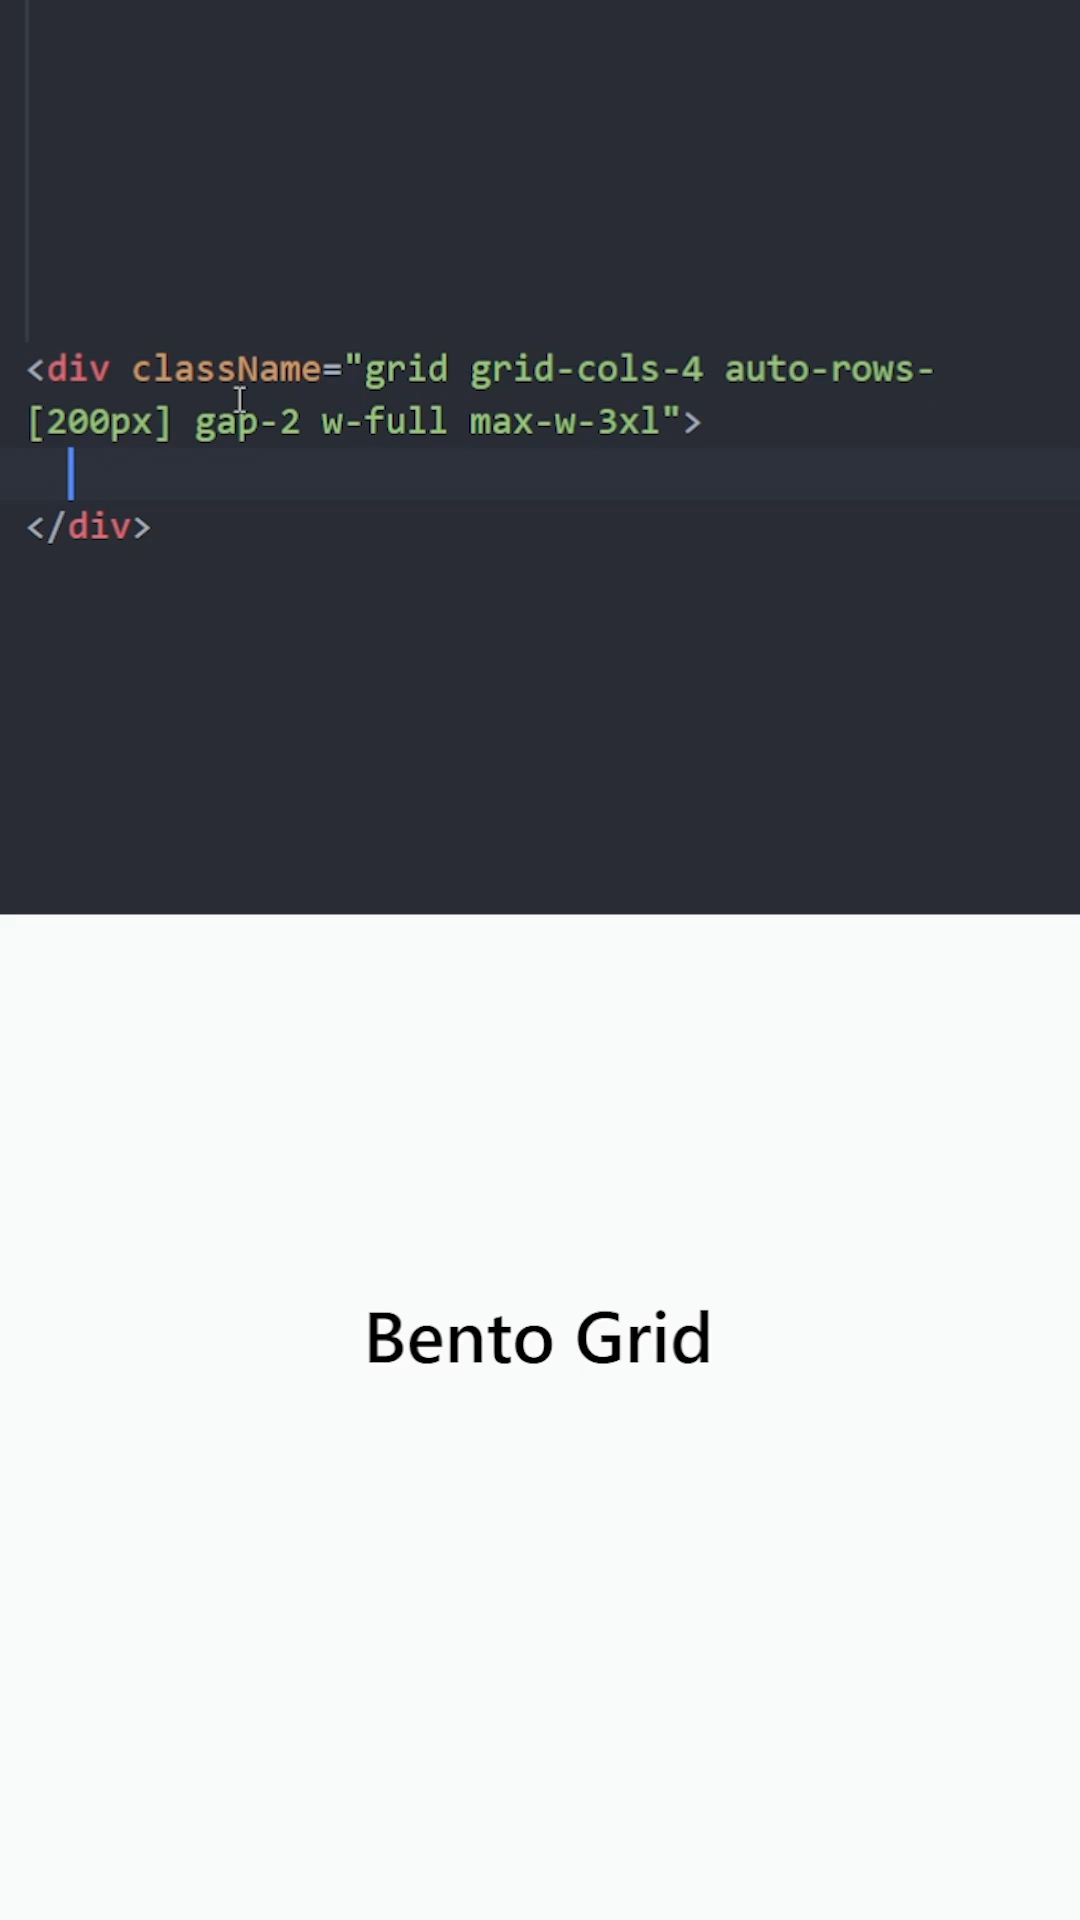 <div className="grid grid-cols-4 auto-rows-
[200px] gap-2 w-full max-w-3xl">
</div>
Bento Grid